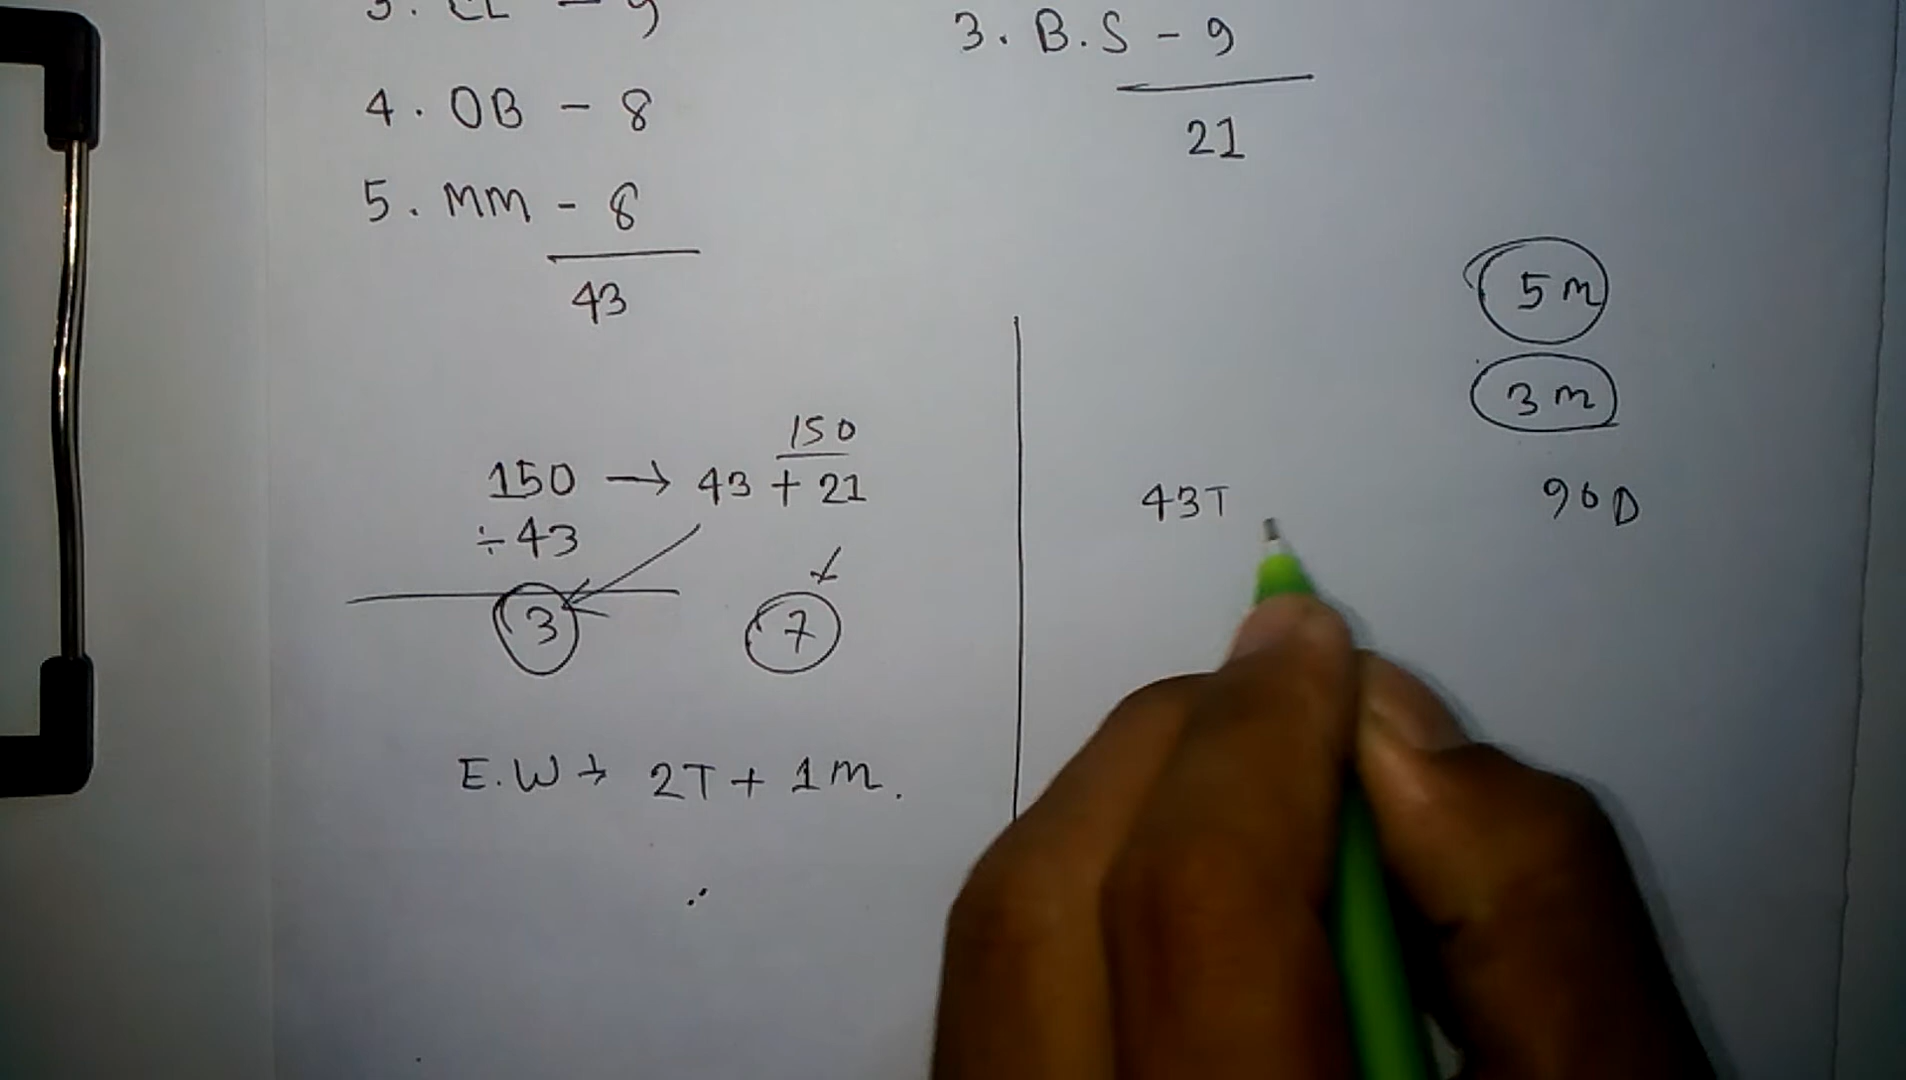 4. OB - 8
5. MM - 8
43
3. B.S - 9
21
5m
3m
150
150 → 43 + 21
÷43
3
7
E.W → 2T + 1m.
43T
90D